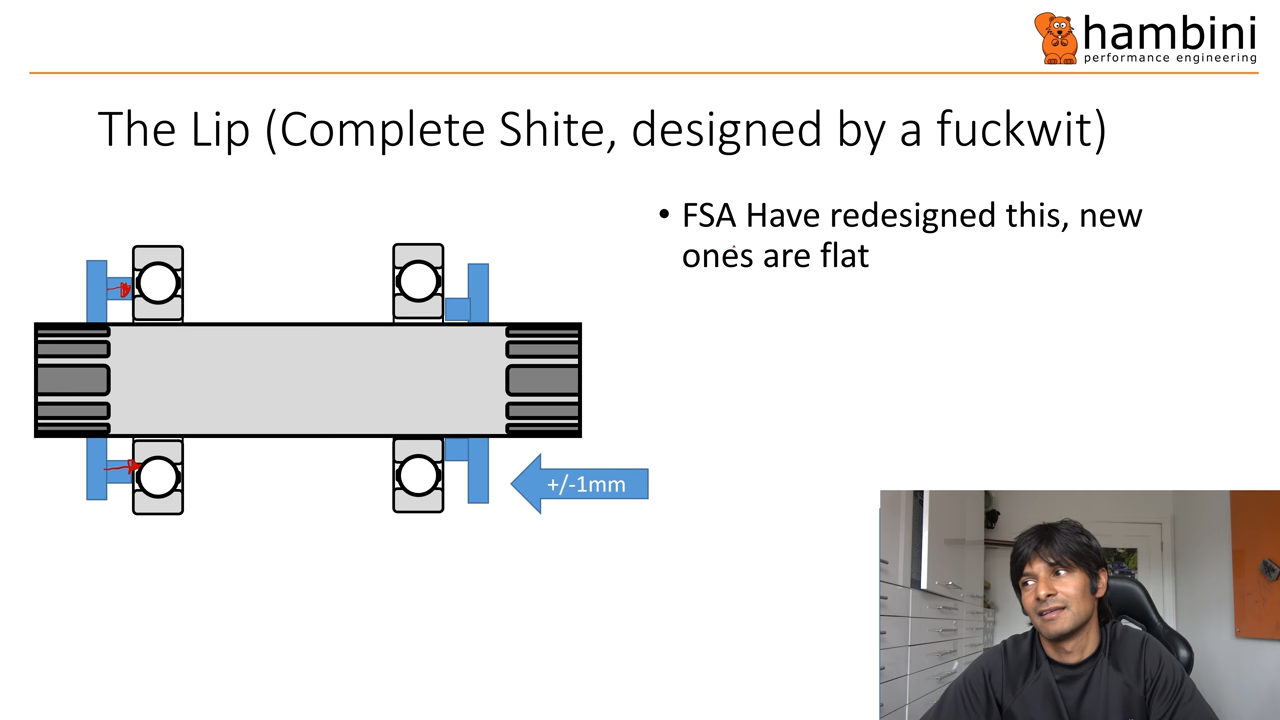 hambini
performance engineering
The Lip (Complete Shite, designed by a fuckwit)
• FSA Have redesigned this, new
ones are flat
+/-1mm